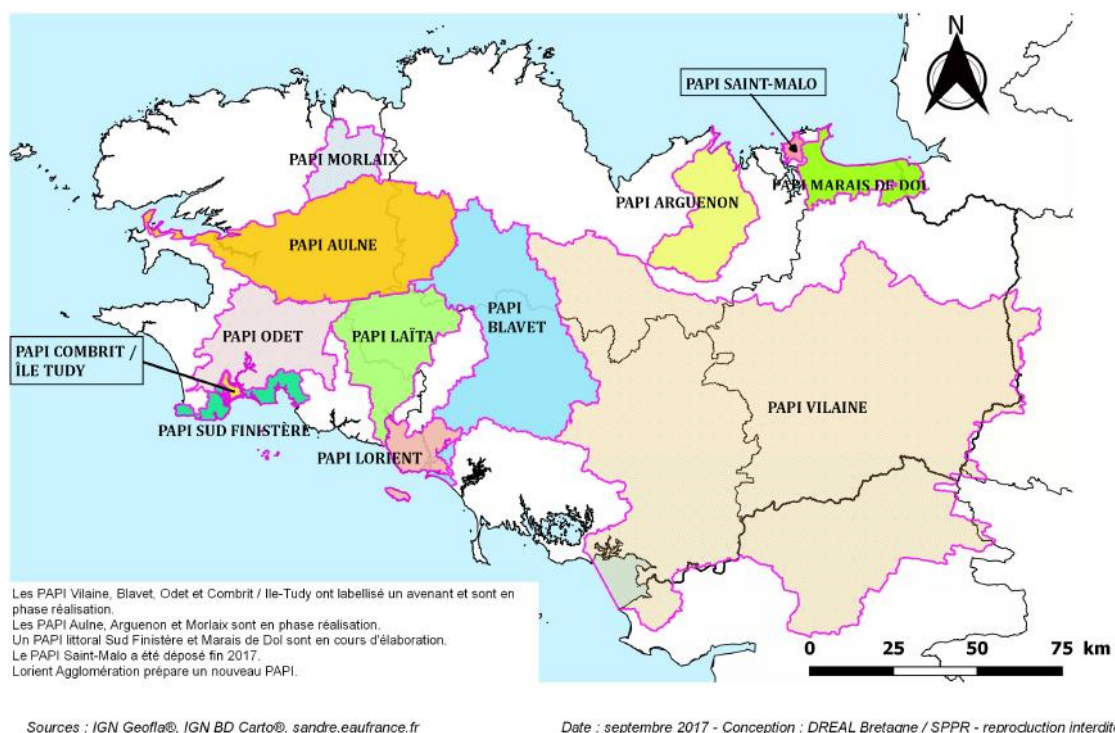 N
PAPI SAINT-MALO
PAPI MORLAIX
PAPI MARAIS DE DOL
PAPI ARGUENON
PAPI AULNE
PAPI ODET
PAPI LAÏTA
PAPI
BLAVET
PAPI COMBRIT /
ÎLE TUDY
PAPI VILAINE
PAPI SUD FINISTÈRE
PAPI LORIENT
Les PAPI Vilaine, Blavet, Odet et Combrit / Ile-Tudy ont labellisé un avenant et sont en
phase réalisation.
Les PAPI Aulne, Arguenon et Morlaix sont en phase réalisation.
Un PAPI littoral Sud Finistère et Marais de Dol sont en cours d'élaboration.
Le PAPI Saint-Malo a été déposé fin 2017.
Lorient Agglomération prépare un nouveau PAPI.
0 25 50 75 km
Sources : IGN Geofla®, IGN BD Carto®, sandre.eaufrance.fr
Date : septembre 2017 - Conception : DREAL Bretagne / SPPR - reproduction interdite